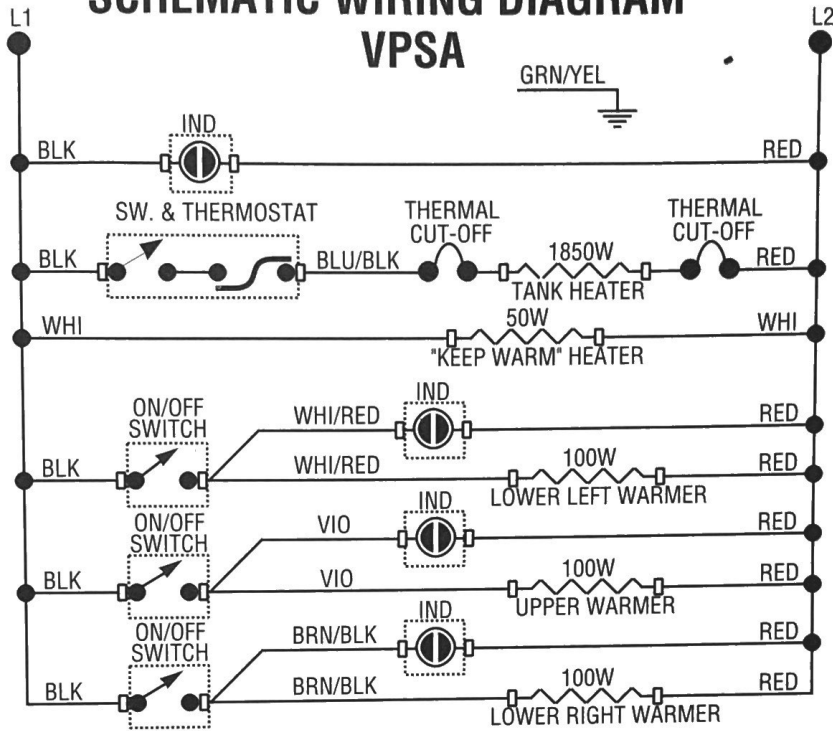 SCHEMATIC WIRING DIAGRAM
L1
L2
VPSA
GRN/YEL
IND
BLK
RED
SW. & THERMOSTAT
THERMAL
CUT-OFF
THERMAL
CUT-OFF
BLK
BLU/BLK
1850W
RED
TANK HEATER
WHI
50W
WHI
"KEEP WARM" HEATER
IND
ON/OFF
SWITCH
WHI/RED
RED
BLK
WHI/RED
100W
RED
LOWER LEFT WARMER
ON/OFF
SWITCH
IND
VIO
RED
BLK
VIO
100W
RED
UPPER WARMER
ON/OFF
SWITCH
IND
BRN/BLK
RED
BLK
BRN/BLK
100W
RED
LOWER RIGHT WARMER